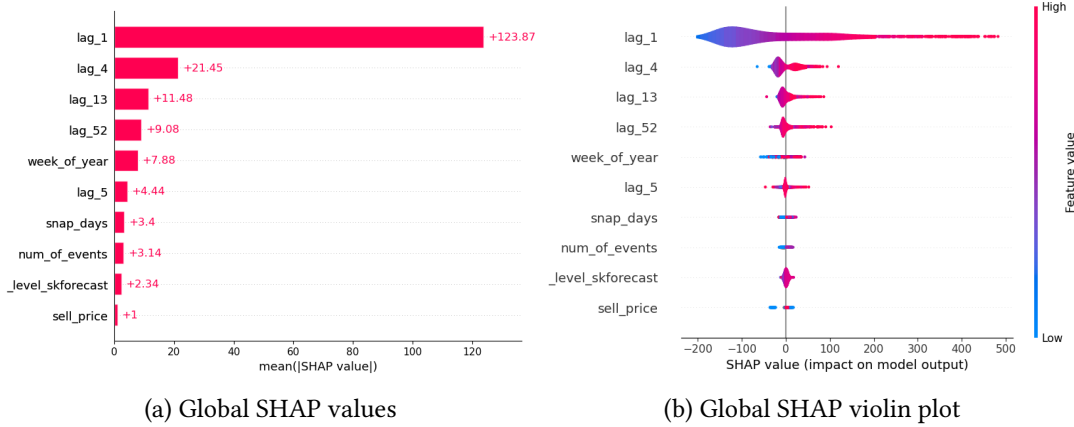 lag_1
+123.87
lag_4
+21.45
lag_13
+11.48
lag_52
+9.08
week_of_year
+7.88
lag_5
+4.44
snap_days
+3.4
num_of_events
+3.14
_level_skforecast
+2.34
sell_price
+1
0 20 40 60 80 100 120
mean(|SHAP value|)
(a) Global SHAP values
lag_1
lag_4
lag_13
lag_52
week_of_year
lag_5
snap_days
num_of_events
_level_skforecast
sell_price
−200 −100 0 100 200 300 400 500
SHAP value (impact on model output)
High
Feature value
Low
(b) Global SHAP violin plot